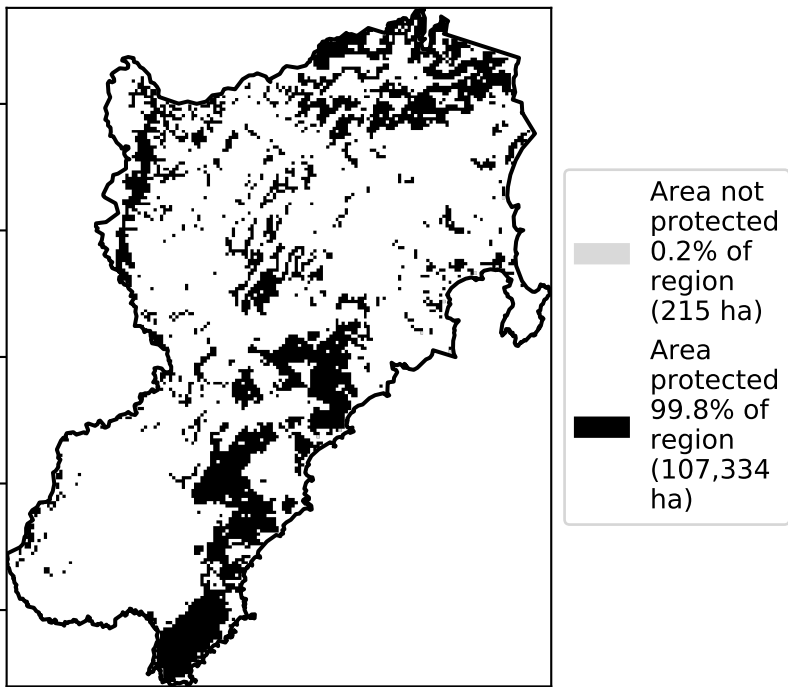 Area not
protected
0.2% of
region
(215 ha)
Area
protected
99.8% of
region
(107,334
ha)